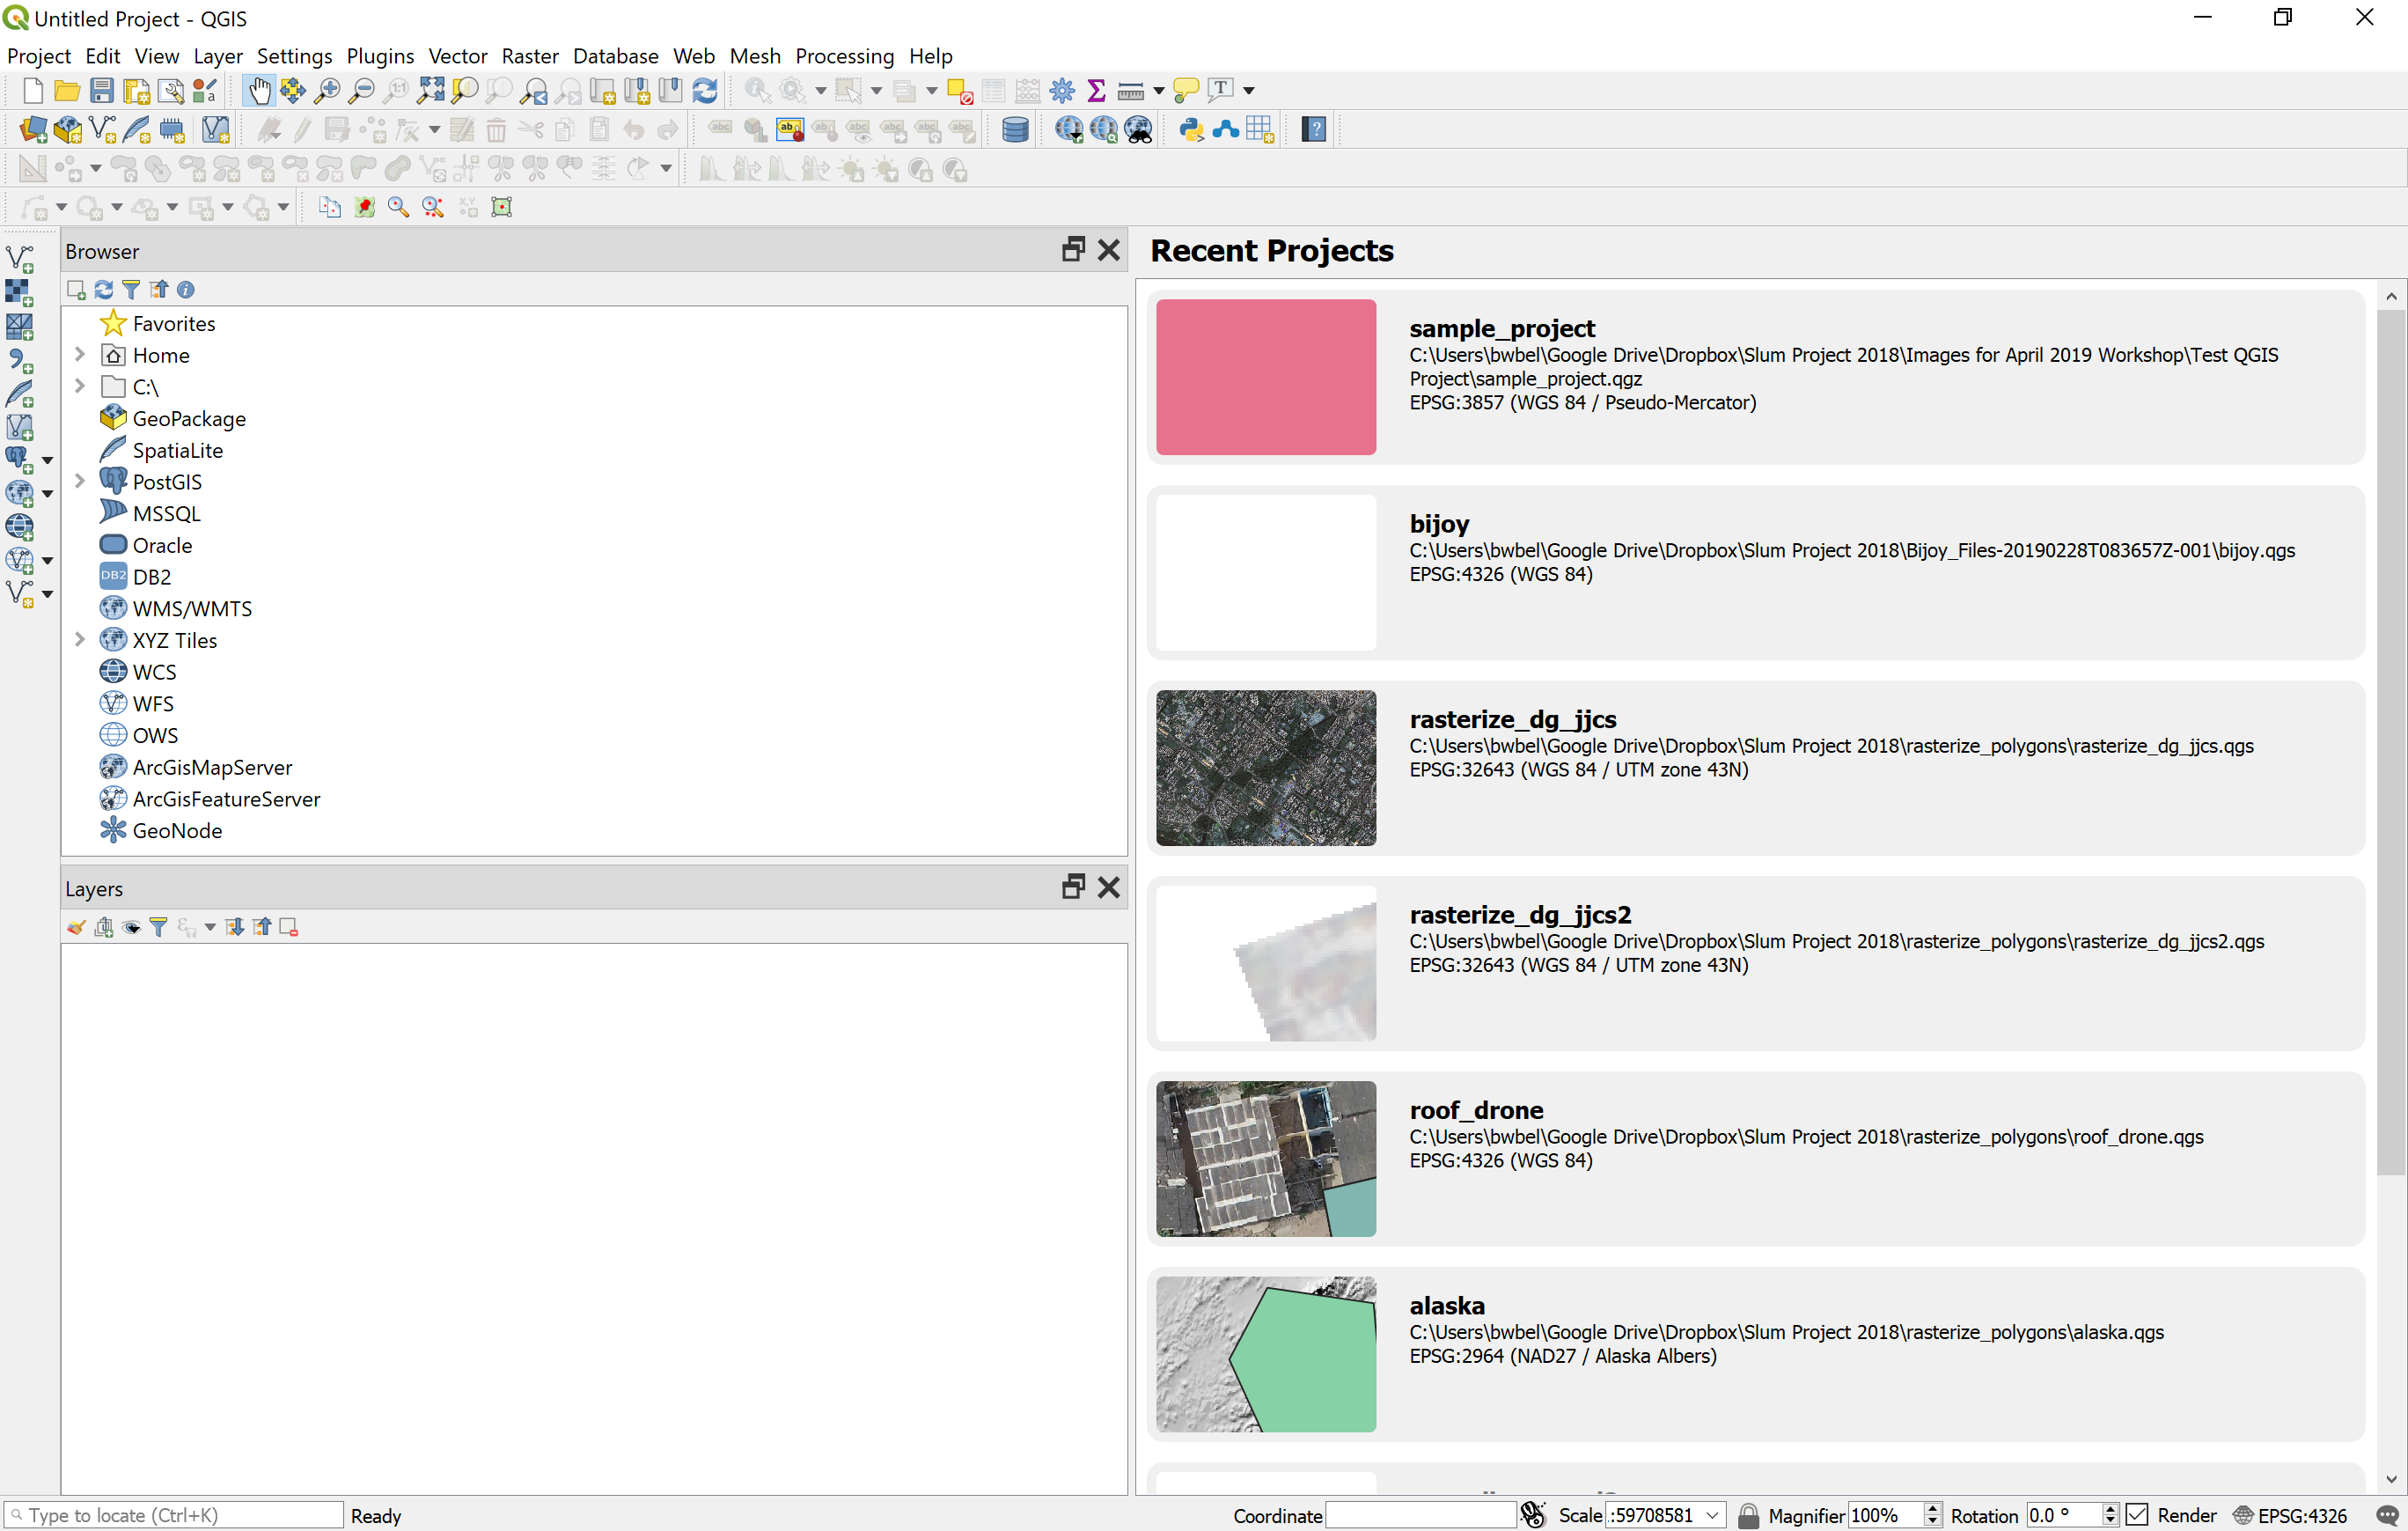 Untitled Project - QGIS
Project Edit View Layer Settings Plugins Vector Raster Database Web Mesh Processing Help
Browser
Favorites
Home
C:\
GeoPackage
SpatiaLite
PostGIS
MSSQL
Oracle
DB2
DB2
WMS/WMTS
XYZ Tiles
WCS
WFS
OWS
ArcGisMapServer
ArcGisFeatureServer
GeoNode
Layers
Recent Projects
sample_project
C:\Users\bwbel\Google Drive\Dropbox\Slum Project 2018\Images for April 2019 Workshop\Test QGIS
Project\sample_project.qgz
EPSG:3857 (WGS 84 / Pseudo-Mercator)
bijoy
C:\Users\bwbel\Google Drive\Dropbox\Slum Project 2018\Bijoy_Files-20190228T083657Z-001\bijoy.qgs
EPSG:4326 (WGS 84)
rasterize_dg_jjcs
C:\Users\bwbel\Google Drive\Dropbox\Slum Project 2018\rasterize_polygons\rasterize_dg_jjcs.qgs
EPSG:32643 (WGS 84 / UTM zone 43N)
rasterize_dg_jjcs2
C:\Users\bwbel\Google Drive\Dropbox\Slum Project 2018\rasterize_polygons\rasterize_dg_jjcs2.qgs
EPSG:32643 (WGS 84 / UTM zone 43N)
roof_drone
C:\Users\bwbel\Google Drive\Dropbox\Slum Project 2018\rasterize_polygons\roof_drone.qgs
EPSG:4326 (WGS 84)
alaska
C:\Users\bwbel\Google Drive\Dropbox\Slum Project 2018\rasterize_polygons\alaska.qgs
EPSG:2964 (NAD27 / Alaska Albers)
Type to locate (Ctrl+K) Ready Coordinate Scale :59708581 Magnifier 100% Rotation 0.0 ° Render EPSG:4326